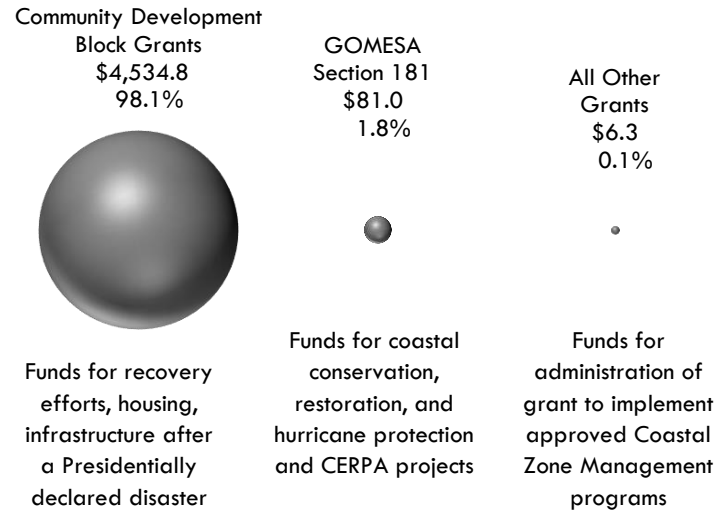 Community Development
Block Grants
$4,534.8
98.1%
GOMESA
Section 181
$81.0
1.8%
All Other
Grants
$6.3
0.1%
Funds for recovery
efforts, housing,
infrastructure after
a Presidentially
declared disaster
Funds for coastal
conservation,
restoration, and
hurricane protection
and CERPA projects
Funds for
administration of
grant to implement
approved Coastal
Zone Management
programs